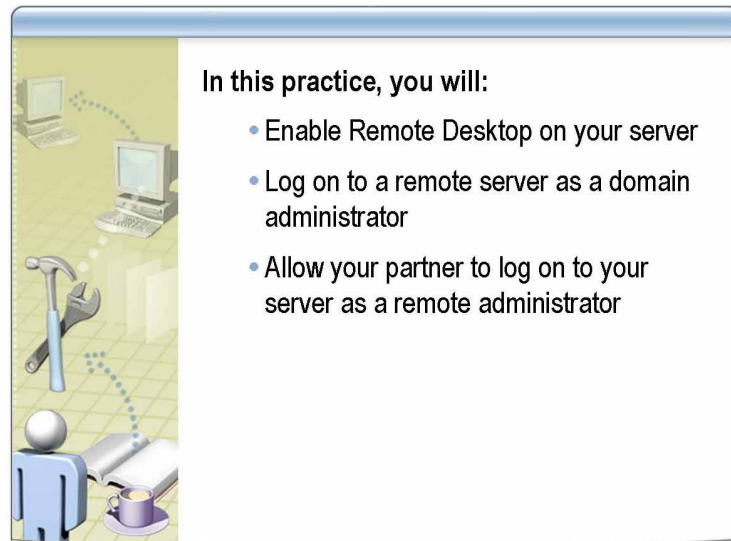 In this practice, you will:
• Enable Remote Desktop on your server
• Log on to a remote server as a domain
administrator
• Allow your partner to log on to your
server as a remote administrator